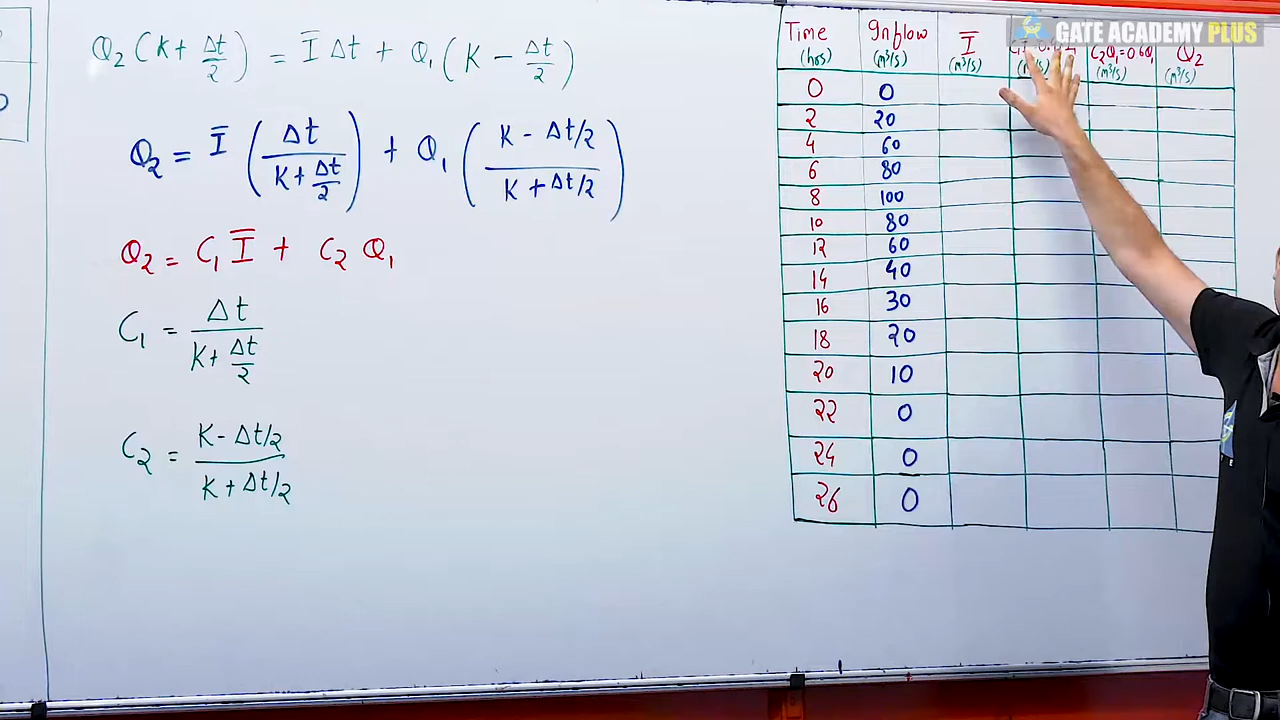 Q₂ (K + Δt/2) = Ī Δt + Q₁ (K − Δt/2)
Q₂ = Ī (Δt / (K + Δt/2)) + Q₁ ((K − Δt/2) / (K + Δt/2))
Q₂ = C₁ Ī + C₂ Q₁
C₁ = Δt / (K + Δt/2)
C₂ = (K − Δt/2) / (K + Δt/2)
GATE ACADEMY PLUS
Time (hrs) Inflow (m³/s) Ī (m³/s) (m³/s) C₂Q₁=0.6Q₁ (m³/s) Q₂ (m³/s)
0 0
2 20
4 60
6 80
8 100
10 80
12 60
14 40
16 30
18 20
20 10
22 0
24 0
26 0